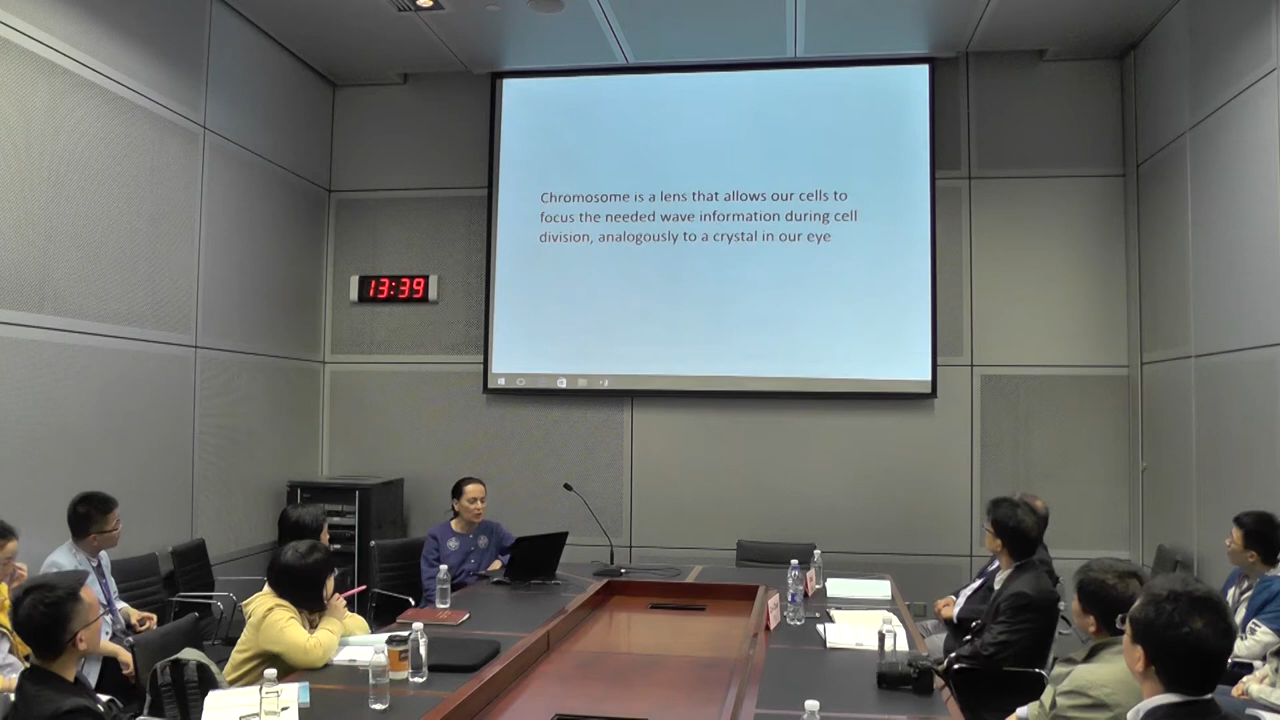 Chromosome is a lens that allows our cells to
focus the needed wave information during cell
division, analogously to a crystal in our eye
13:39